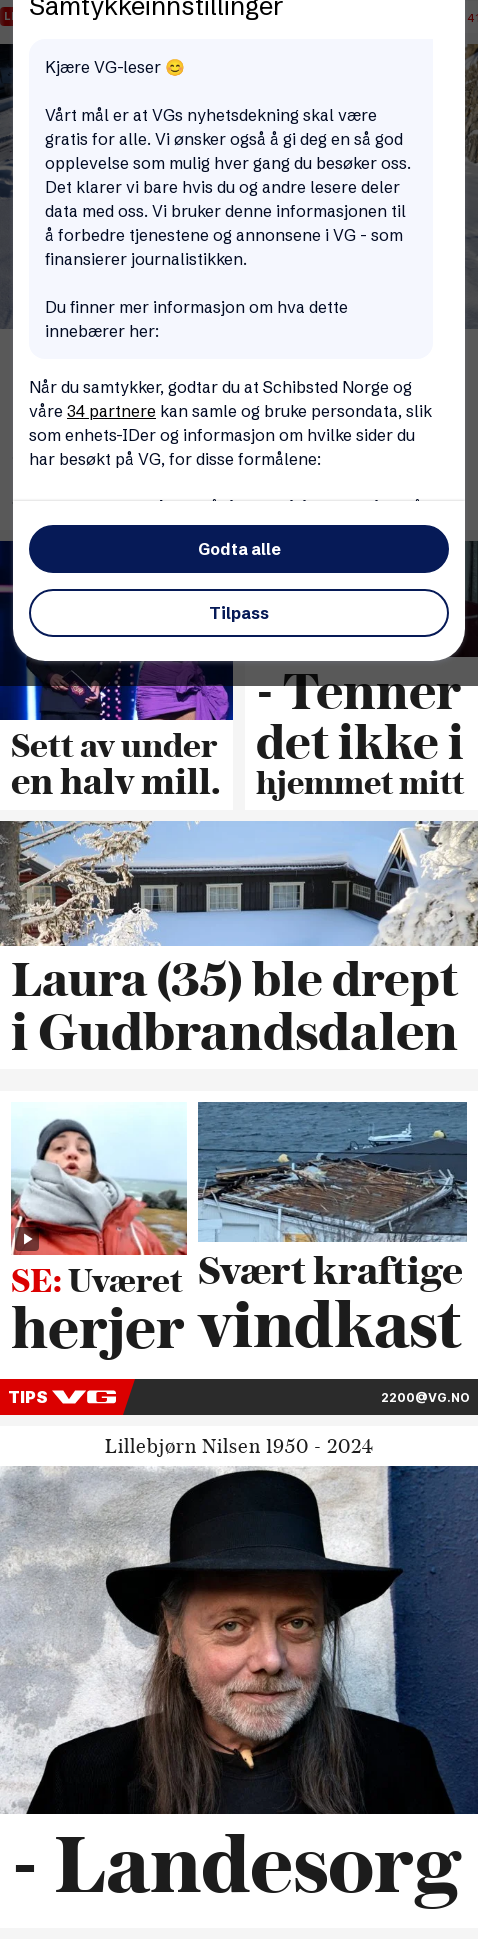 Samtykkeinnstillinger
Kjære VG-leser 😊
Vårt mål er at VGs nyhetsdekning skal være
gratis for alle. Vi ønsker også å gi deg en så god
opplevelse som mulig hver gang du besøker oss.
Det klarer vi bare hvis du og andre lesere deler
data med oss. Vi bruker denne informasjonen til
å forbedre tjenestene og annonsene i VG - som
finansierer journalistikken.
Du finner mer informasjon om hva dette
innebærer her:
Når du samtykker, godtar du at Schibsted Norge og
våre 34 partnere kan samle og bruke persondata, slik
som enhets-IDer og informasjon om hvilke sider du
har besøkt på VG, for disse formålene:
Godta alle
Tilpass
Sett av under
en halv mill.
- Tenner
det ikke i
hjemmet mitt
Laura (35) ble drept
i Gudbrandsdalen
SE: Uværet
herjer
Svært kraftige
vindkast
TIPS VG
2200@VG.NO
Lillebjørn Nilsen 1950 - 2024
- Landesorg